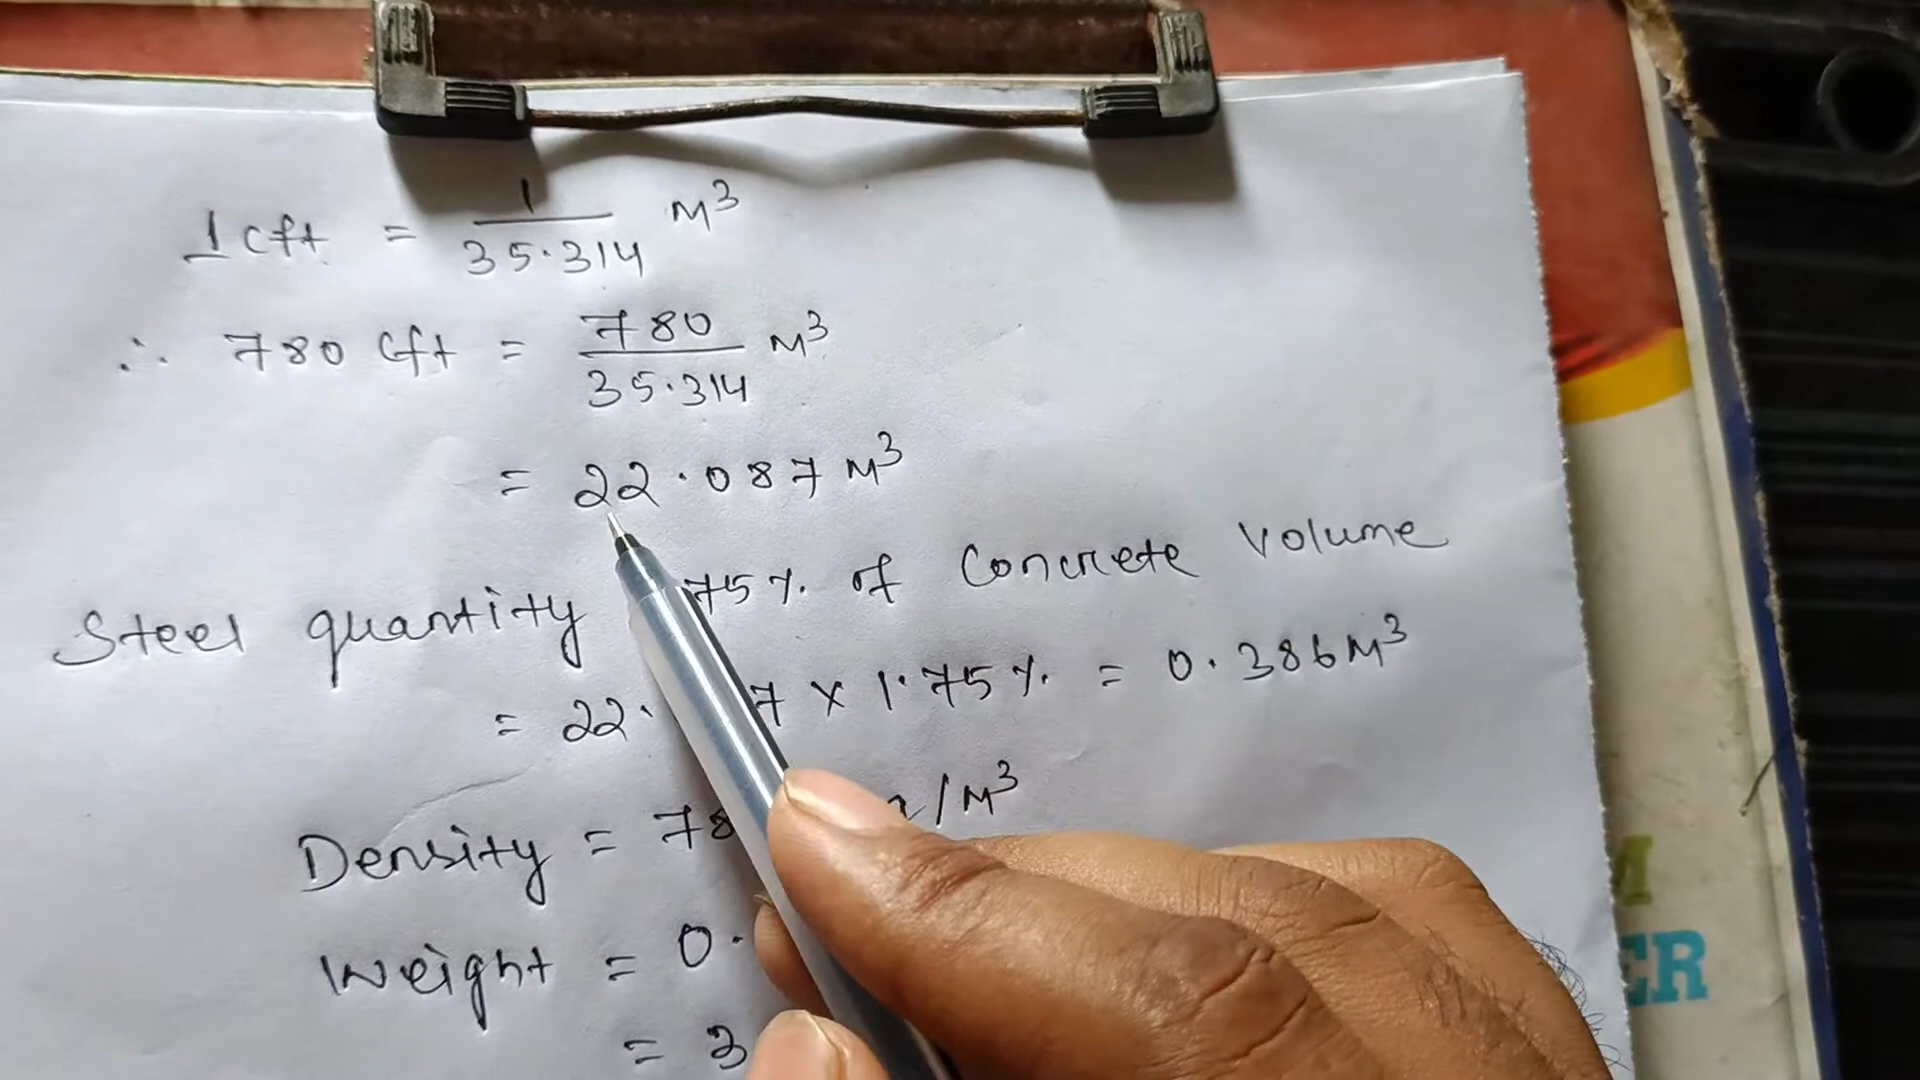 1 cft = 1/35.314 M³
∴ 780 cft = 780/35.314 M³
= 22.087 M³
Steel quantity 75% of Concrete Volume
= 22. 7 X 1.75% = 0.386 M³
Density = 78 /M³
Weight = 0.
= 3
M
ER